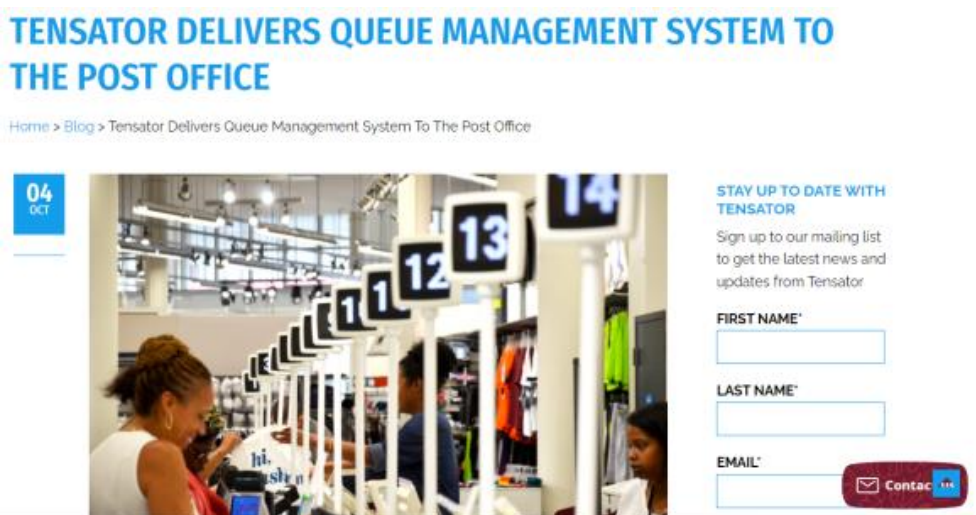 TENSATOR DELIVERS QUEUE MANAGEMENT SYSTEM TO
THE POST OFFICE
Home > Blog > Tensator Delivers Queue Management System To The Post Office
04
OCT
14
13
12
hi,
STAY UP TO DATE WITH
TENSATOR
Sign up to our mailing list
to get the latest news and
updates from Tensator
FIRST NAME*
LAST NAME*
EMAIL*